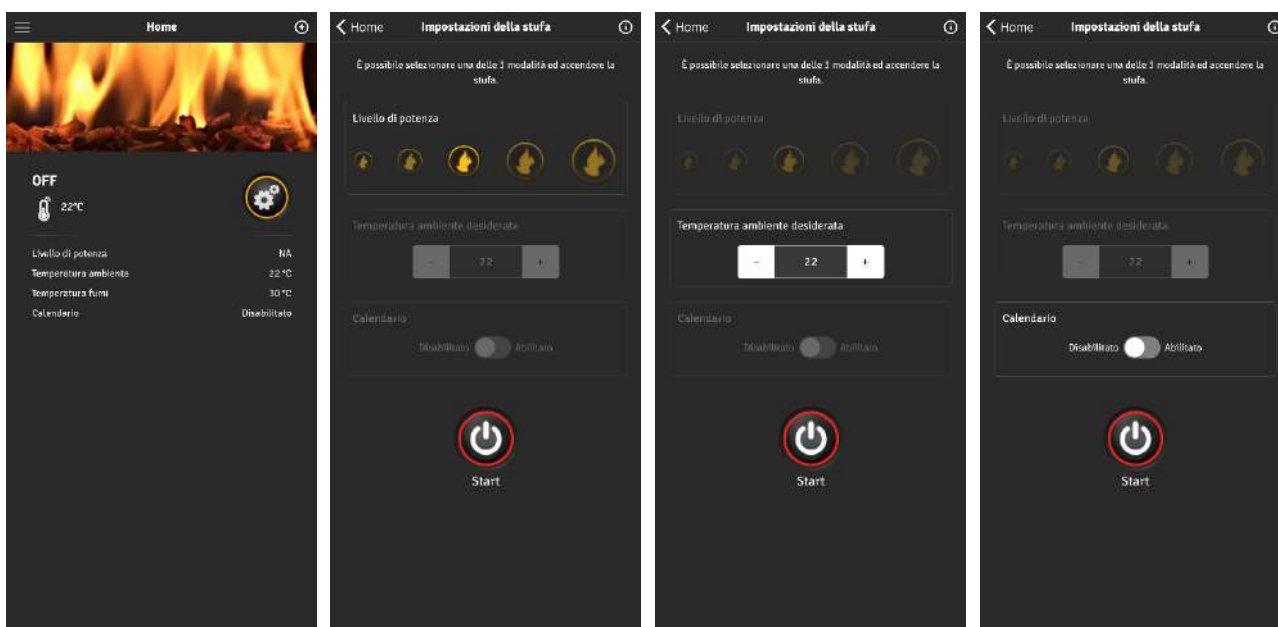 Home
OFF
22°C
Livello di potenza NA
Temperatura ambiente 22 °C
Temperatura fumi 30 °C
Calendario Disabilitato
Home Impostazioni della stufa
È possibile selezionare una delle 3 modalità ed accendere la
stufa.
Livello di potenza
Temperatura ambiente desiderata
- 22 +
Calendario
Disabilitato Abilitato
Start
Home Impostazioni della stufa
È possibile selezionare una delle 3 modalità ed accendere la
stufa.
Livello di potenza
Temperatura ambiente desiderata
- 22 +
Calendario
Disabilitato Abilitato
Start
Home Impostazioni della stufa
È possibile selezionare una delle 3 modalità ed accendere la
stufa.
Livello di potenza
Temperatura ambiente desiderata
- 22 +
Calendario
Disabilitato Abilitato
Start